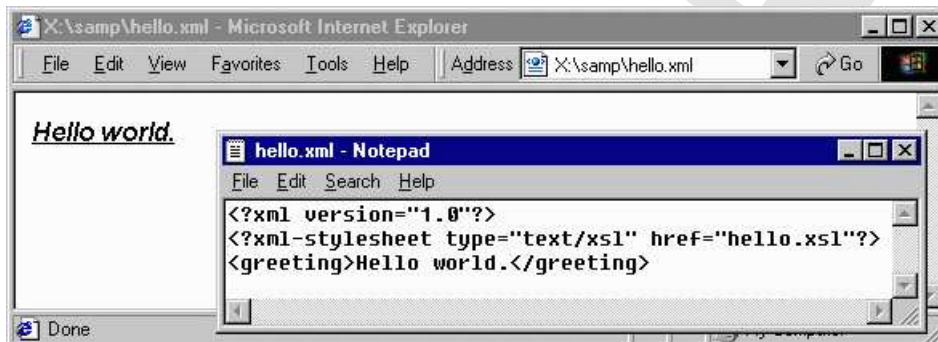 X:\samp\hello.xml - Microsoft Internet Explorer
File Edit View Favorites Tools Help Address X:\samp\hello.xml Go
Hello world.
hello.xml - Notepad
File Edit Search Help
<?xml version="1.0"?>
<?xml-stylesheet type="text/xsl" href="hello.xsl"?>
<greeting>Hello world.</greeting>
Done